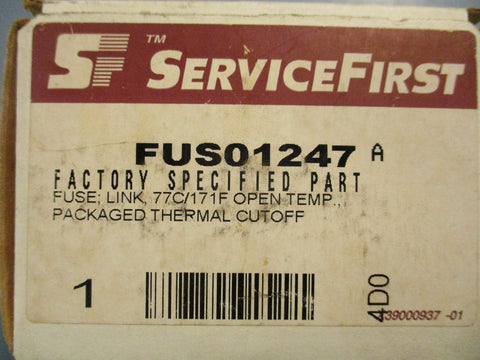 SF ™ SERVICEFIRST
FUS01247 A
FACTORY SPECIFIED PART
FUSE; LINK, 77C/171F OPEN TEMP.,
PACKAGED THERMAL CUTOFF
1
4D0
139000937 -01